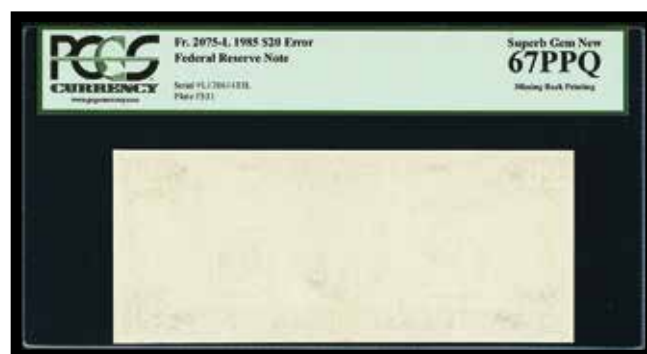 PCGS
CURRENCY
Fr. 2075-L 1985 $20 Error
Federal Reserve Note
Superb Gem New
67PPQ
Missing Back Printing